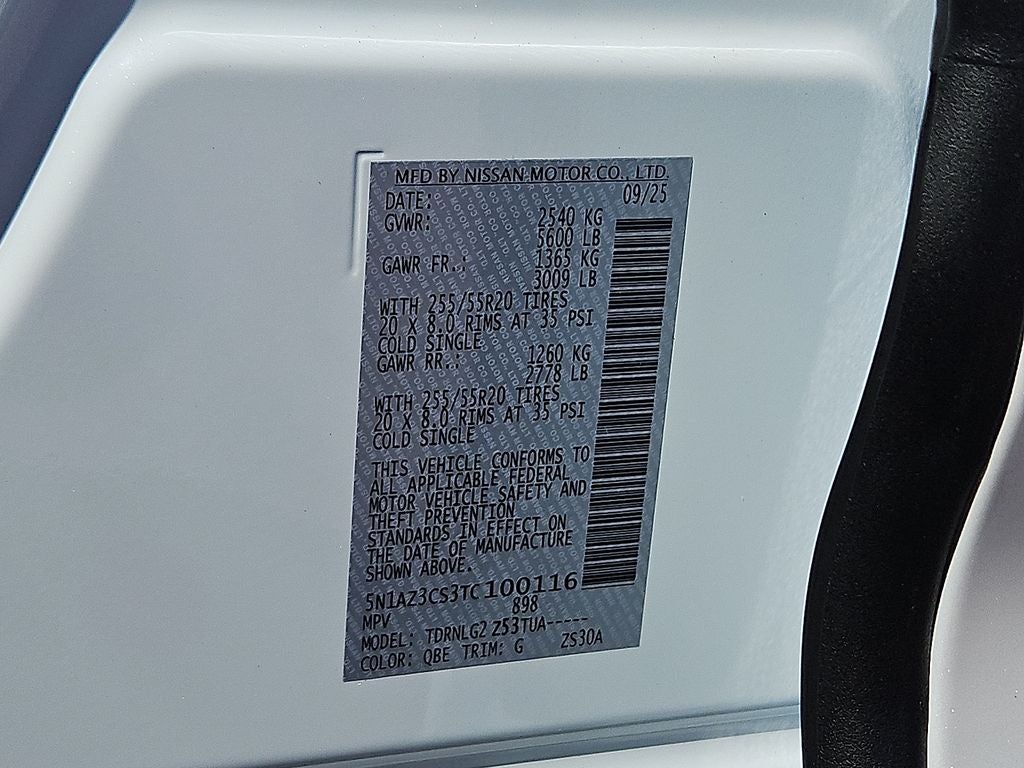 MFD BY NISSAN MOTOR CO., LTD.
DATE: 09/25
GVWR: 2540 KG
5600 LB
GAWR FR.: 1365 KG
3009 LB
WITH 255/55R20 TIRES
20 X 8.0 RIMS AT 35 PSI
COLD SINGLE
GAWR RR.: 1260 KG
2778 LB
WITH 255/55R20 TIRES
20 X 8.0 RIMS AT 35 PSI
COLD SINGLE
THIS VEHICLE CONFORMS TO
ALL APPLICABLE FEDERAL
MOTOR VEHICLE SAFETY AND
THEFT PREVENTION
STANDARDS IN EFFECT ON
THE DATE OF MANUFACTURE
SHOWN ABOVE.
5N1AZ3CS3TC100116
MPV 898
MODEL: TDRNLG2 Z53TUA-----
COLOR: QBE TRIM: G ZS30A